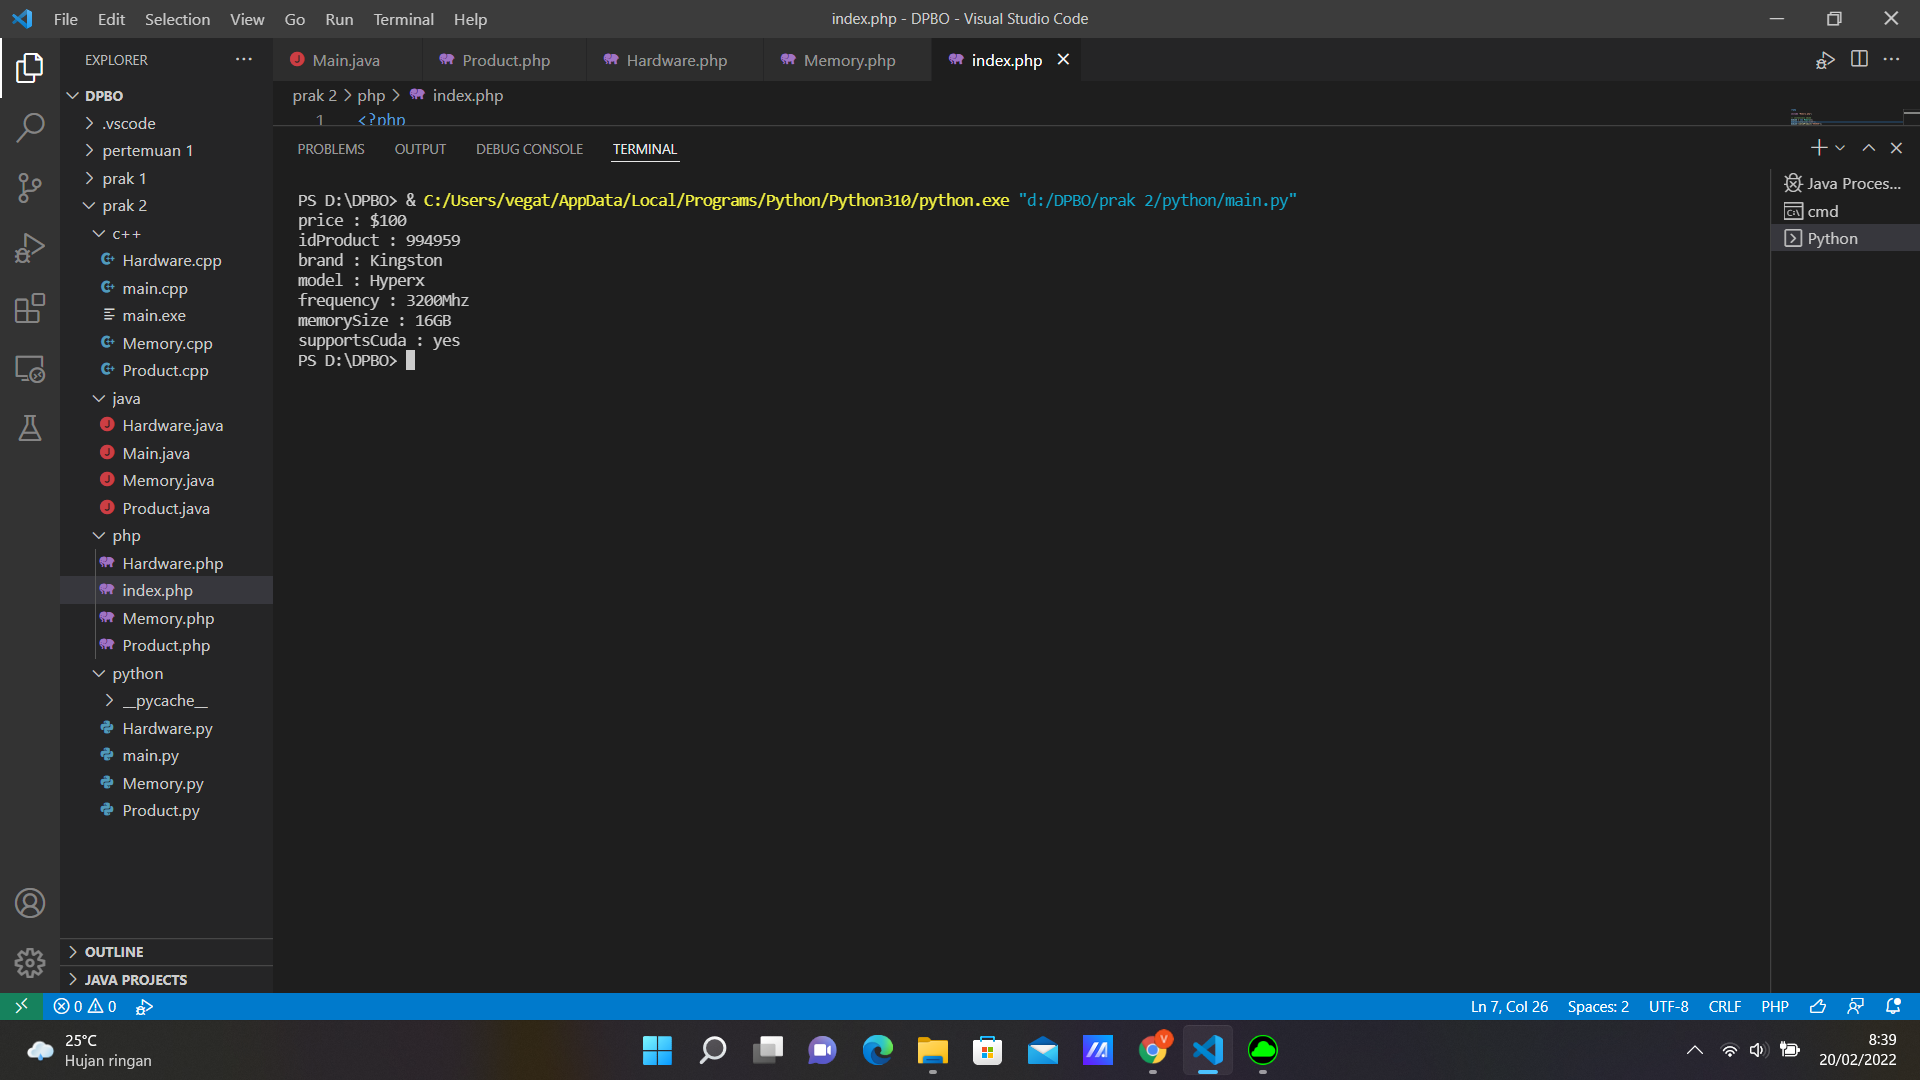 File Edit Selection View Go Run Terminal Help
index.php - DPBO - Visual Studio Code
EXPLORER
DPBO
.vscode
pertemuan 1
prak 1
prak 2
c++
Hardware.cpp
main.cpp
main.exe
Memory.cpp
Product.cpp
java
Hardware.java
Main.java
Memory.java
Product.java
php
Hardware.php
index.php
Memory.php
Product.php
python
__pycache__
Hardware.py
main.py
Memory.py
Product.py
OUTLINE
JAVA PROJECTS
Main.java Product.php Hardware.php Memory.php index.php
prak 2 > php > index.php
1 <?php
PROBLEMS OUTPUT DEBUG CONSOLE TERMINAL
PS D:\DPBO> & C:/Users/vegat/AppData/Local/Programs/Python/Python310/python.exe "d:/DPBO/prak 2/python/main.py"
price : $100
idProduct : 994959
brand : Kingston
model : Hyperx
frequency : 3200Mhz
memorySize : 16GB
supportsCuda : yes
PS D:\DPBO>
Java Proces...
cmd
Python
0 0
Ln 7, Col 26 Spaces: 2 UTF-8 CRLF PHP
25°C
Hujan ringan
V
8:39
20/02/2022